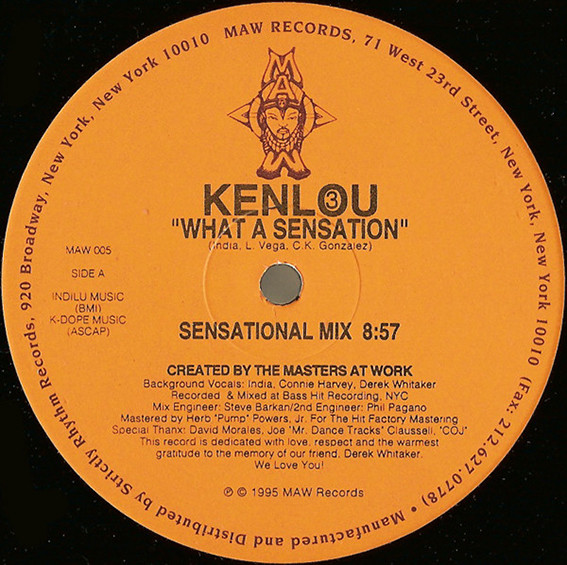 MAW RECORDS, 71 West 23rd Street, New York, New York 10010 (Fax: 212.627.0778) • Manufactured and Distributed by Strictly Rhythm Records, 920 Broadway, New York, New York 10010
MAW
KENLOU
3
"WHAT A SENSATION"
(India, L. Vega, C.K. Gonzalez)
MAW 005
SIDE A
INDILU MUSIC
(BMI)
K-DOPE MUSIC
(ASCAP)
SENSATIONAL MIX 8:57
CREATED BY THE MASTERS AT WORK
Background Vocals: India, Connie Harvey, Derek Whitaker
Recorded & Mixed at Bass Hit Recording, NYC
Mix Engineer: Steve Barkan/2nd Engineer: Phil Pagano
Mastered by Herb "Pump" Powers, Jr. For The Hit Factory Mastering
Special Thanx: David Morales, Joe "Mr. Dance Tracks" Claussell, "COJ"
This record is dedicated with love, respect and the warmest
gratitude to the memory of our friend, Derek Whitaker.
We Love You!
℗ © 1995 MAW Records